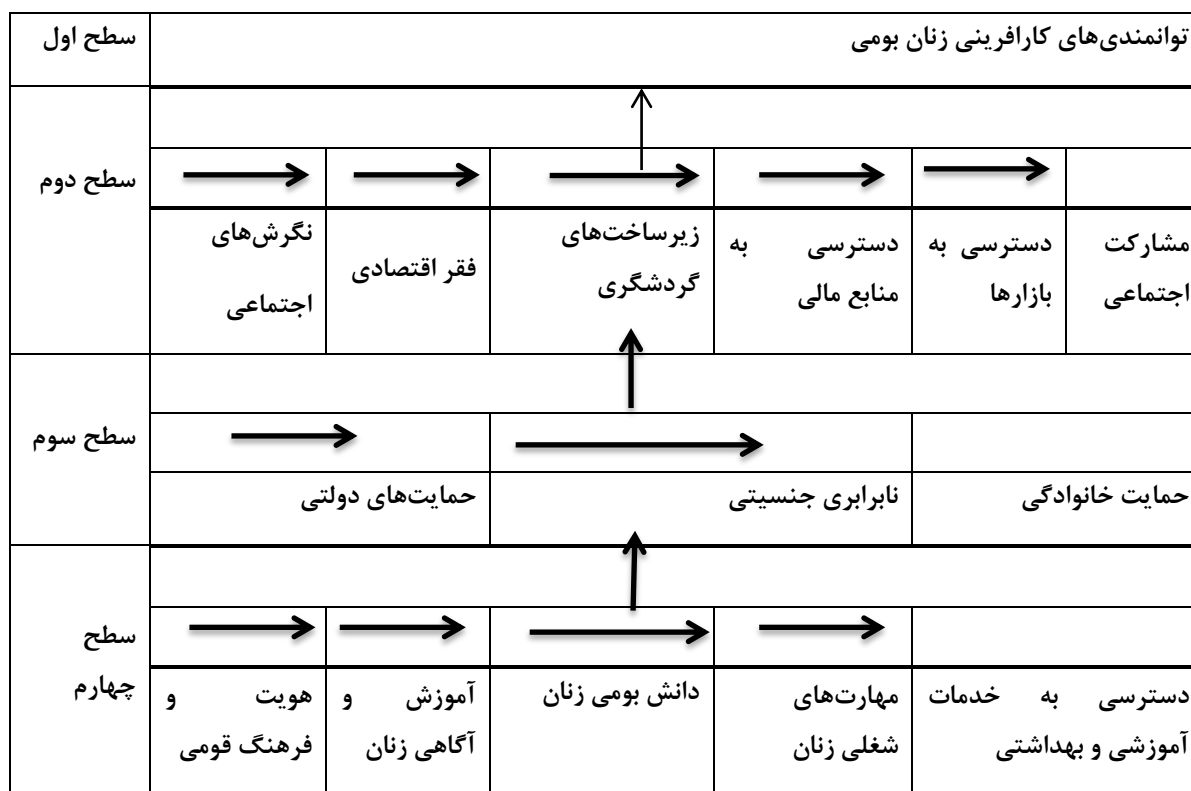 توانمندی‌های کارافرینی زنان بومی
سطح اول
سطح دوم
مشارکت
اجتماعی
دسترسی به
بازارها
دسترسی به
منابع مالی
زیرساخت‌های
گردشگری
فقر اقتصادی
نگرش‌های
اجتماعی
سطح سوم
حمایت خانوادگی
نابرابری جنسیتی
حمایت‌های دولتی
سطح
چهارم
دسترسی به خدمات
آموزشی و بهداشتی
مهارت‌های
شغلی زنان
دانش بومی زنان
آموزش و
آگاهی زنان
هویت و
فرهنگ قومی